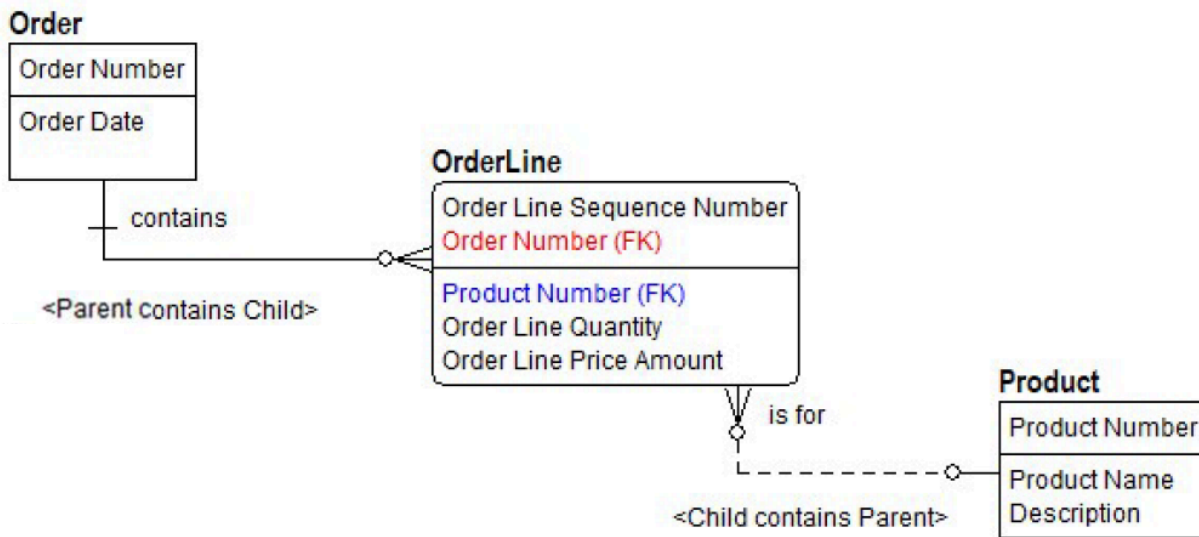 Order
Order Number
Order Date
contains
<Parent contains Child>
OrderLine
Order Line Sequence Number
Order Number (FK)
Product Number (FK)
Order Line Quantity
Order Line Price Amount
is for
<Child contains Parent>
Product
Product Number
Product Name
Description